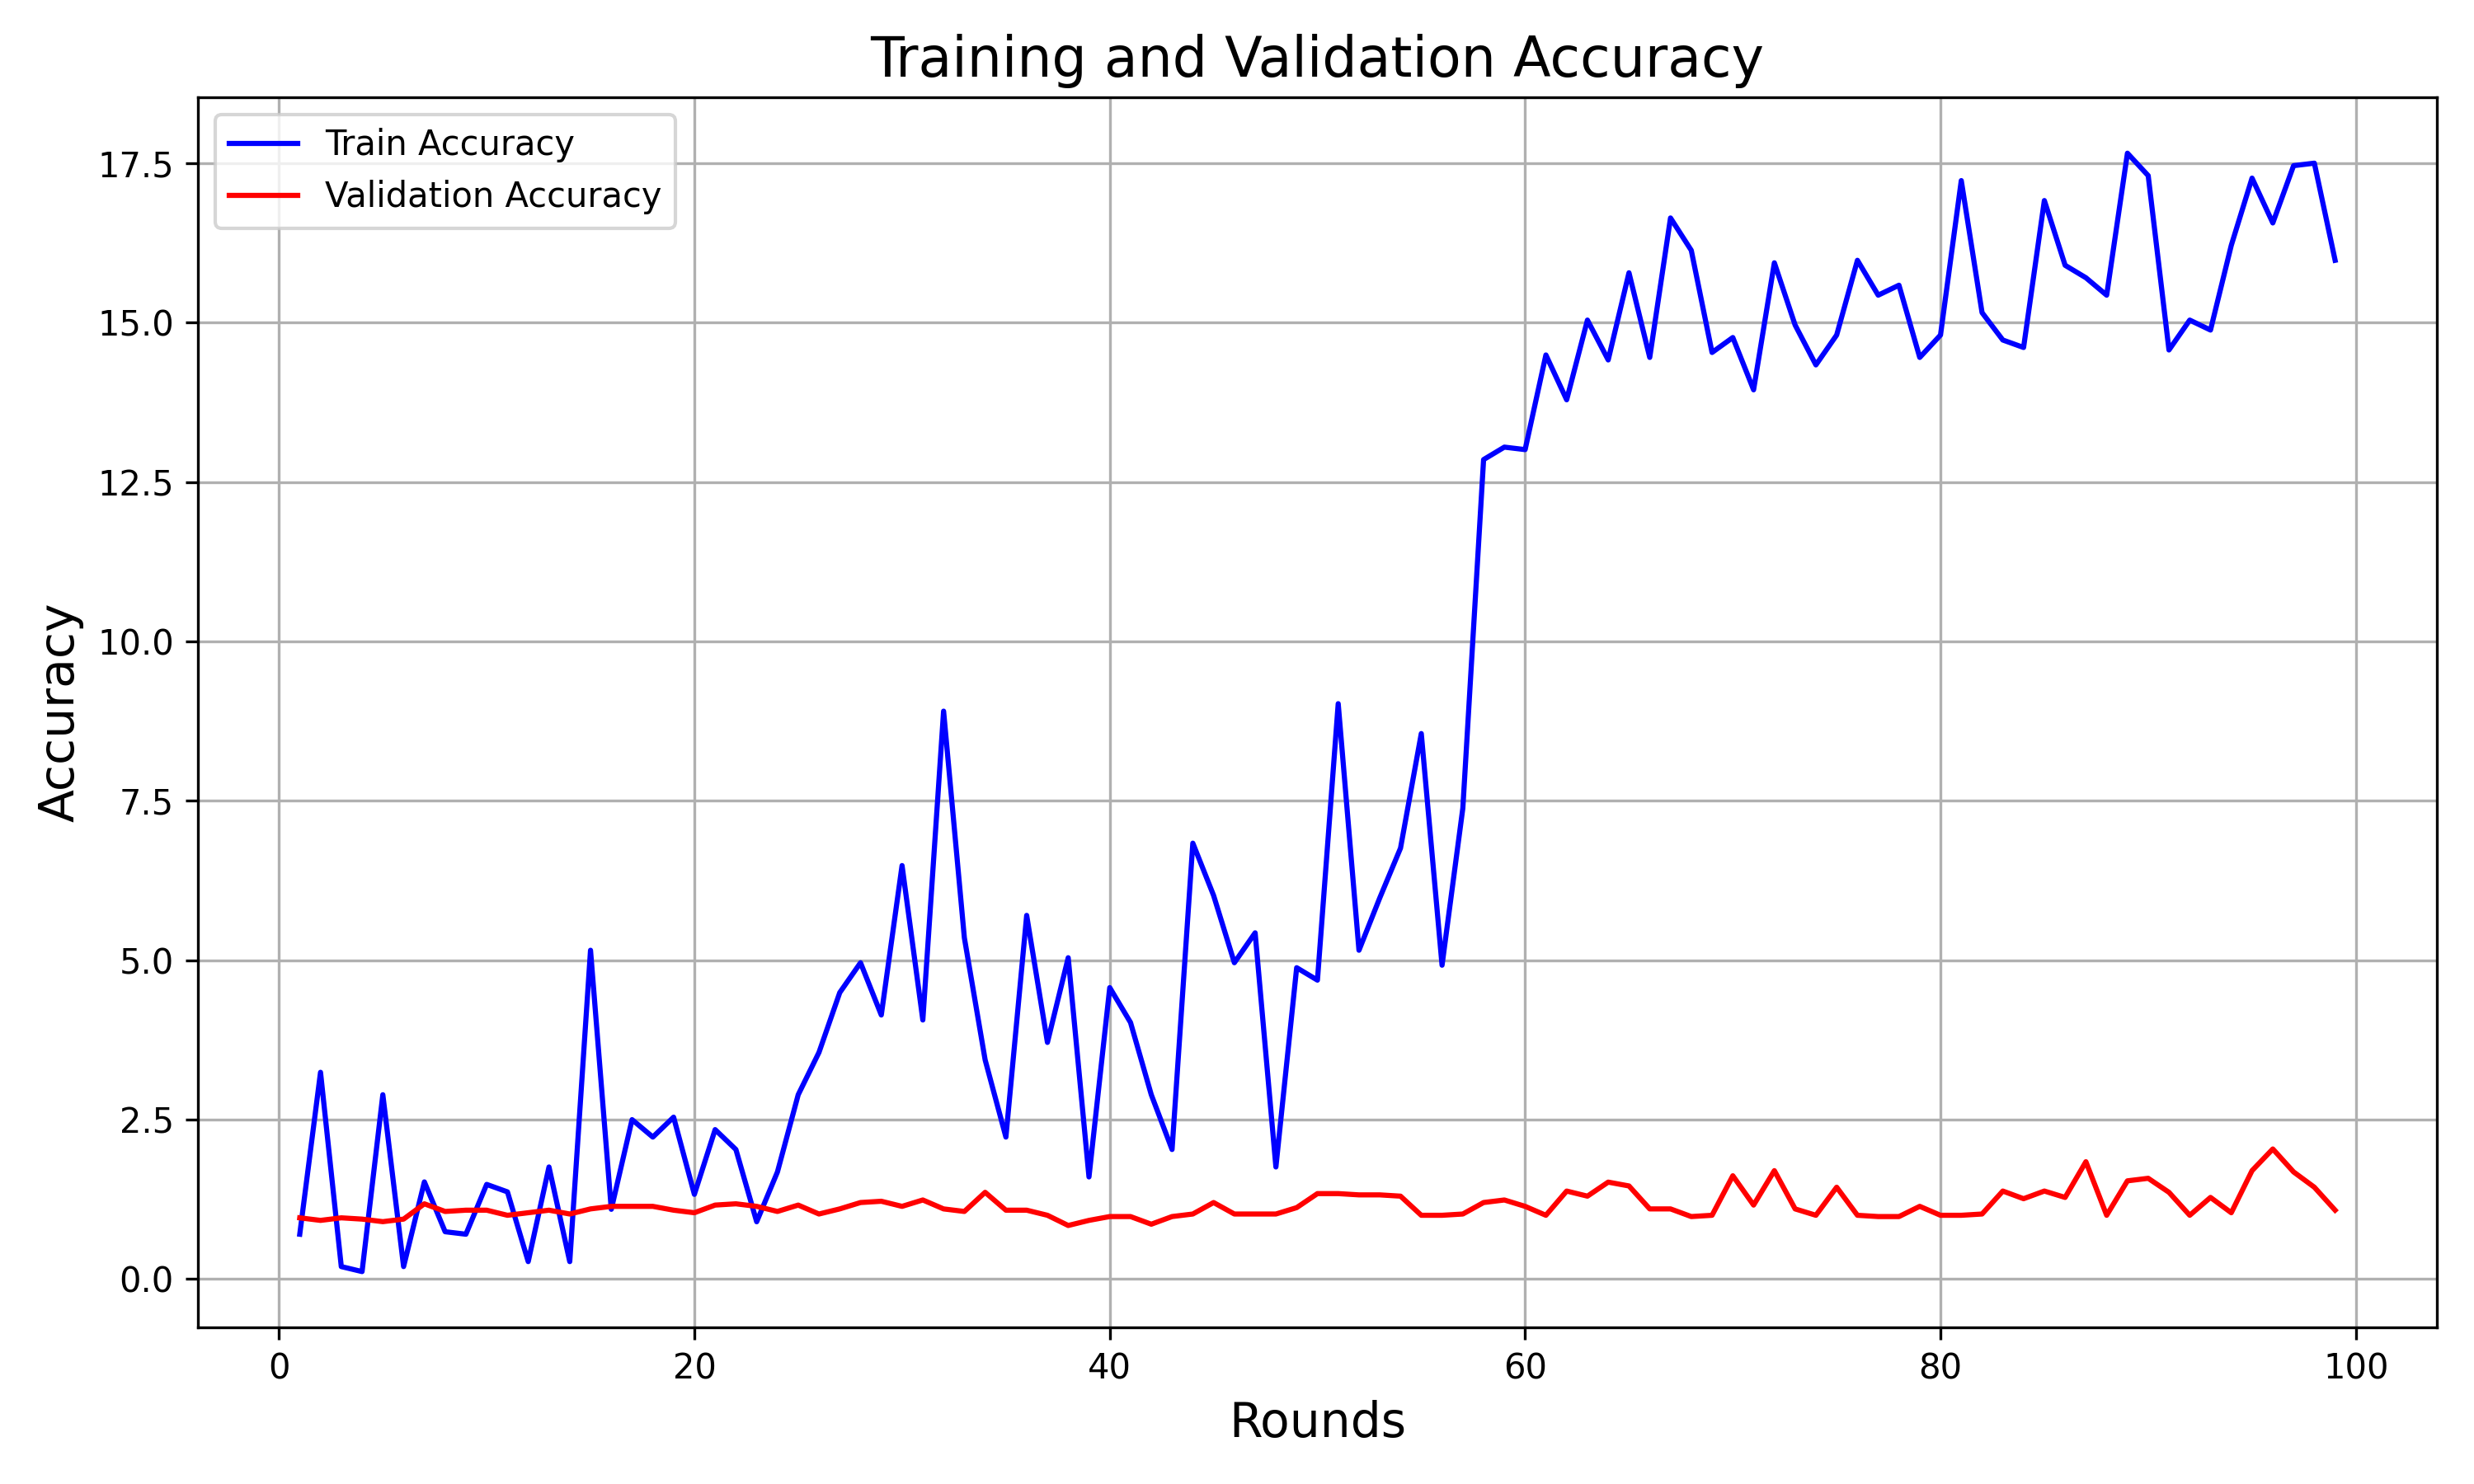 Training and Validation Accuracy
Train Accuracy
Validation Accuracy
17.5
15.0
12.5
10.0
7.5
5.0
2.5
0.0
Accuracy
0 20 40 60 80 100
Rounds